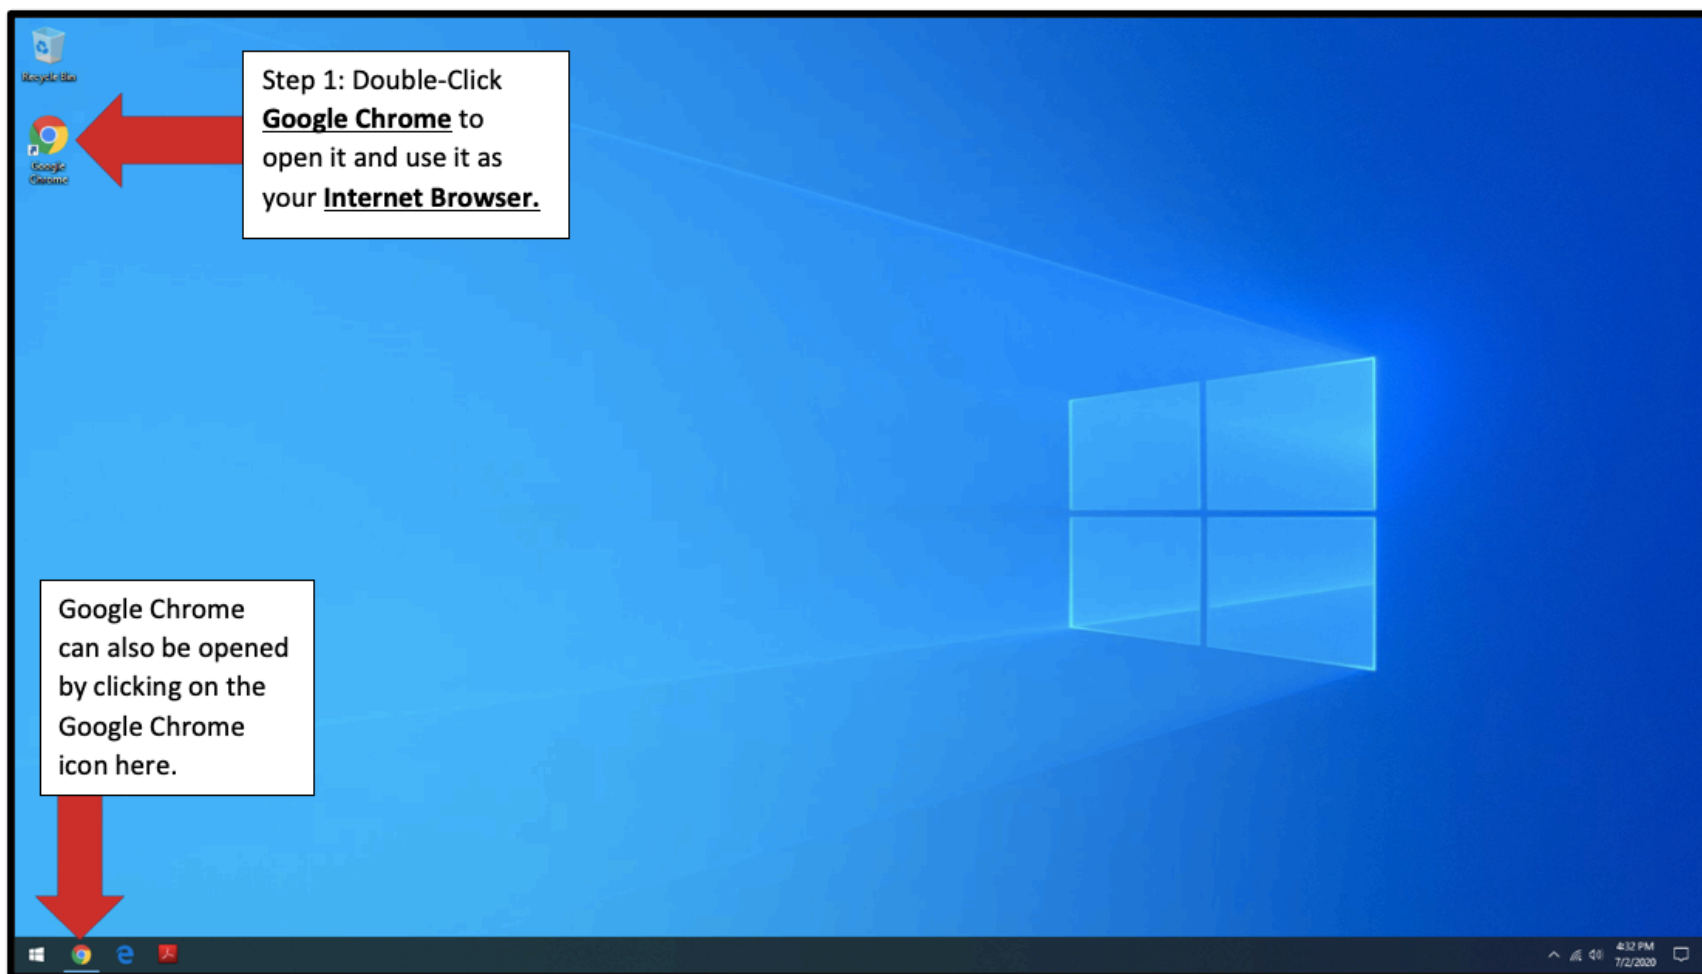 Recycle Bin
Google
Chrome
Step 1: Double-Click
Google Chrome to
open it and use it as
your Internet Browser.
Google Chrome
can also be opened
by clicking on the
Google Chrome
icon here.
4:32 PM
7/2/2020